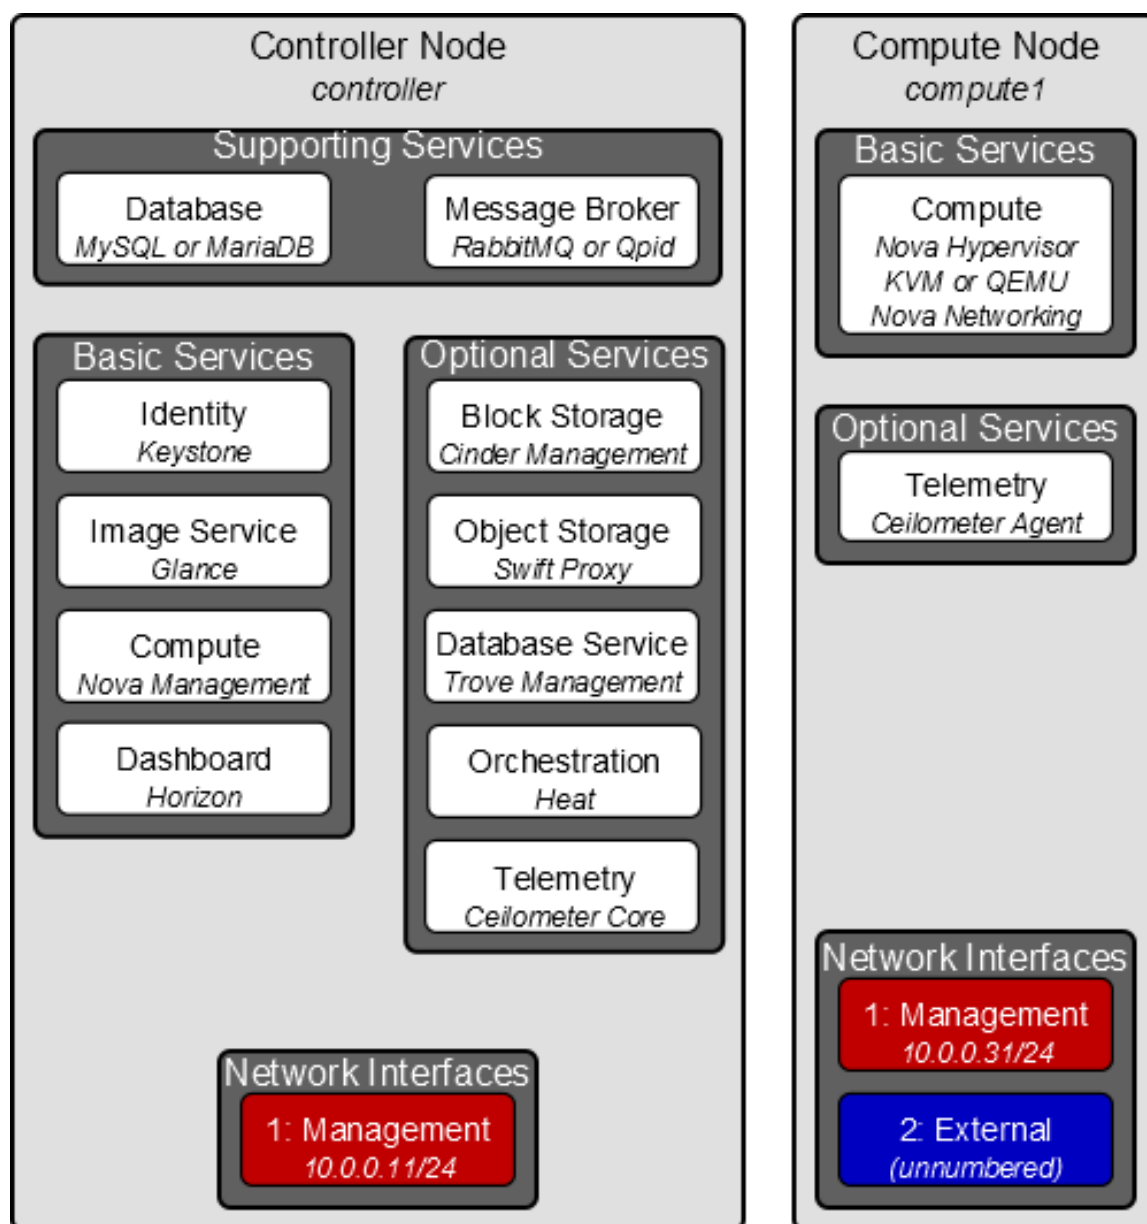 Controller Node
controller
Supporting Services
Database
MySQL or MariaDB
Message Broker
RabbitMQ or Qpid
Basic Services
Identity
Keystone
Image Service
Glance
Compute
Nova Management
Dashboard
Horizon
Optional Services
Block Storage
Cinder Management
Object Storage
Swift Proxy
Database Service
Trove Management
Orchestration
Heat
Telemetry
Ceilometer Core
Network Interfaces
1: Management
10.0.0.11/24
Compute Node
compute1
Basic Services
Compute
Nova Hypervisor
KVM or QEMU
Nova Networking
Optional Services
Telemetry
Ceilometer Agent
Network Interfaces
1: Management
10.0.0.31/24
2: External
(unnumbered)